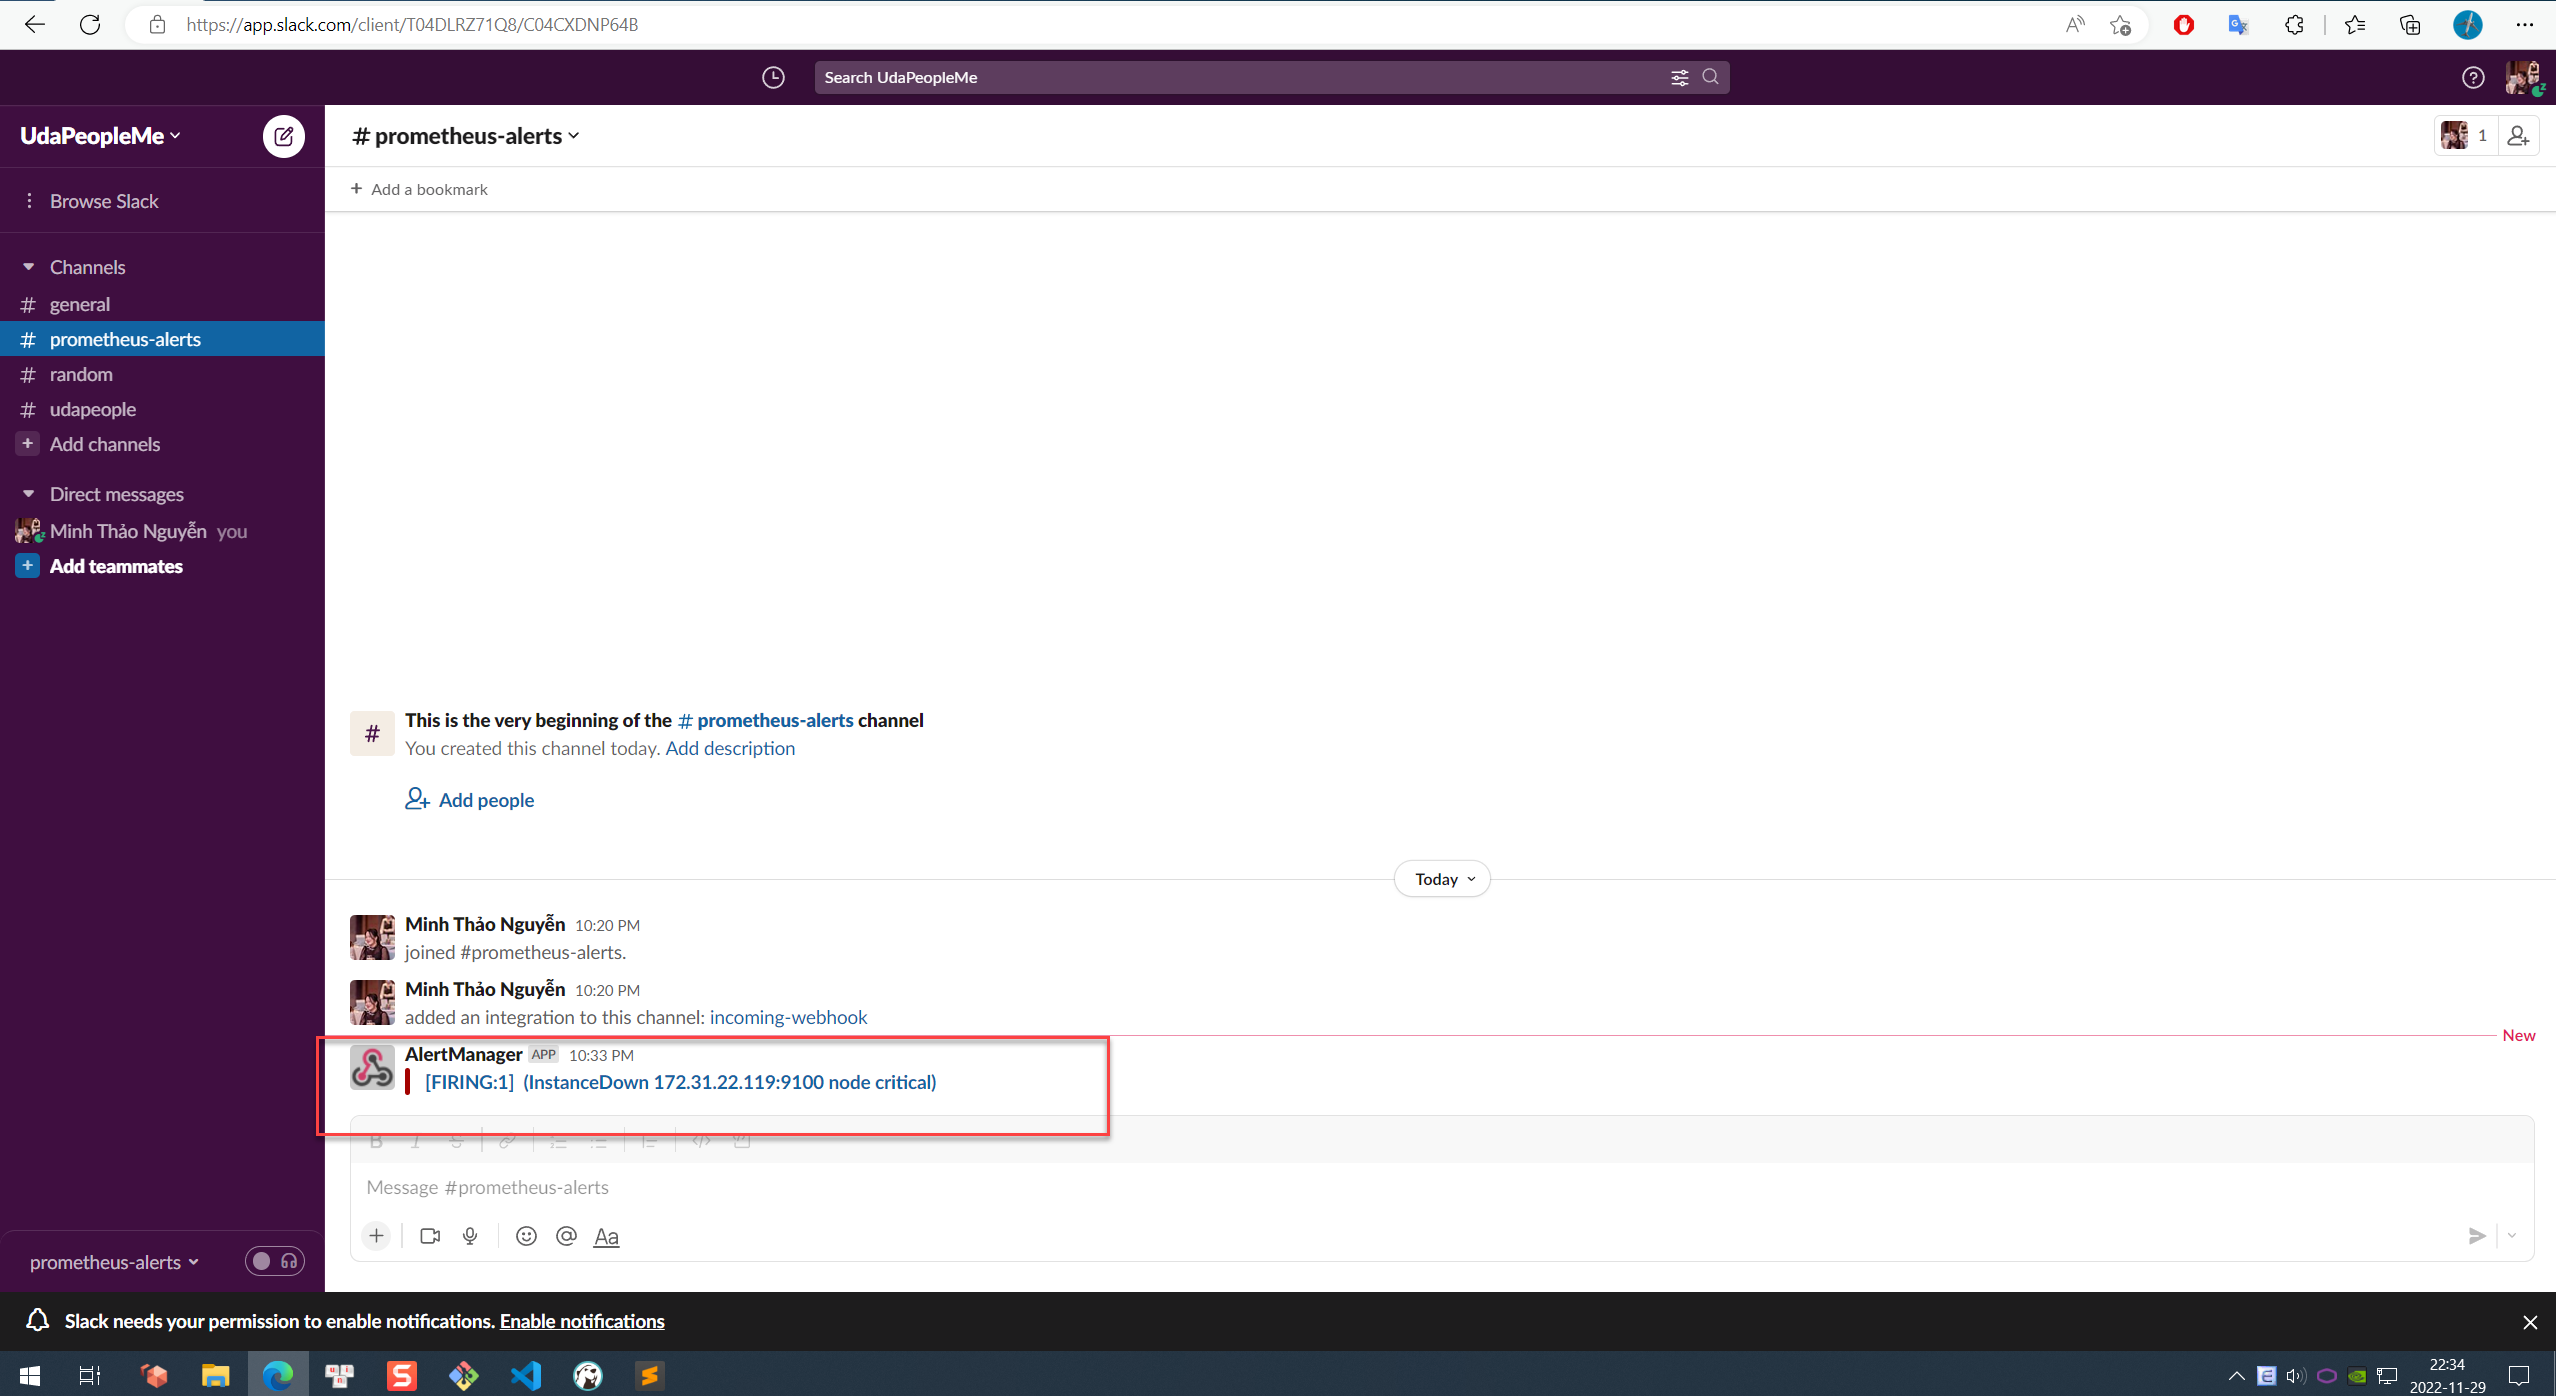 https://app.slack.com/client/T04DLRZ71Q8/C04CXDNP64B
Search UdaPeopleMe
UdaPeopleMe
Browse Slack
Channels
# general
# prometheus-alerts
# random
# udapeople
+ Add channels
Direct messages
Minh Thảo Nguyễn you
+ Add teammates
prometheus-alerts
# prometheus-alerts
1
+ Add a bookmark
# This is the very beginning of the # prometheus-alerts channel
You created this channel today. Add description
Add people
Today
Minh Thảo Nguyễn 10:20 PM
joined #prometheus-alerts.
Minh Thảo Nguyễn 10:20 PM
added an integration to this channel: incoming-webhook
New
AlertManager APP 10:33 PM
[FIRING:1] (InstanceDown 172.31.22.119:9100 node critical)
B I S
Message #prometheus-alerts
+ @ Aa
Slack needs your permission to enable notifications. Enable notifications
22:34
2022-11-29